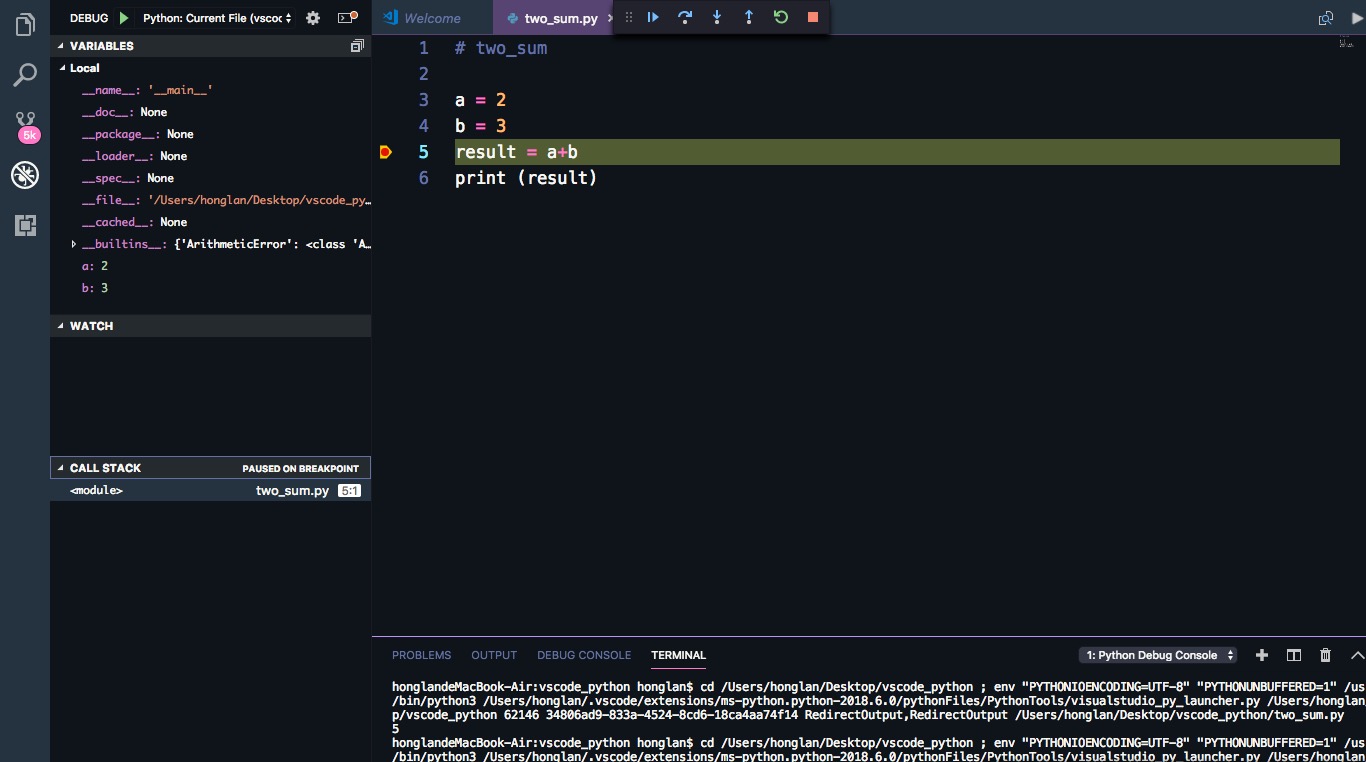 DEBUG Python: Current File (vscoc
VARIABLES
Local
__name__: '__main__'
__doc__: None
__package__: None
__loader__: None
__spec__: None
__file__: '/Users/honglan/Desktop/vscode_py…
__cached__: None
__builtins__: {'ArithmeticError': <class 'A…
a: 2
b: 3
WATCH
CALL STACK PAUSED ON BREAKPOINT
<module> two_sum.py 5:1
5k
Welcome two_sum.py
1 # two_sum
2
3 a = 2
4 b = 3
5 result = a+b
6 print (result)
PROBLEMS OUTPUT DEBUG CONSOLE TERMINAL 1: Python Debug Console
honglandeMacBook-Air:vscode_python honglan$ cd /Users/honglan/Desktop/vscode_python ; env "PYTHONIOENCODING=UTF-8" "PYTHONUNBUFFERED=1" /us
/bin/python3 /Users/honglan/.vscode/extensions/ms-python.python-2018.6.0/pythonFiles/PythonTools/visualstudio_py_launcher.py /Users/honglan
p/vscode_python 62146 34806ad9-833a-4524-8cd6-18ca4aa74f14 RedirectOutput,RedirectOutput /Users/honglan/Desktop/vscode_python/two_sum.py
5
honglandeMacBook-Air:vscode_python honglan$ cd /Users/honglan/Desktop/vscode_python ; env "PYTHONIOENCODING=UTF-8" "PYTHONUNBUFFERED=1" /us
/bin/python3 /Users/honglan/.vscode/extensions/ms-python.python-2018.6.0/pythonFiles/PythonTools/visualstudio_py_launcher.py /Users/honglan